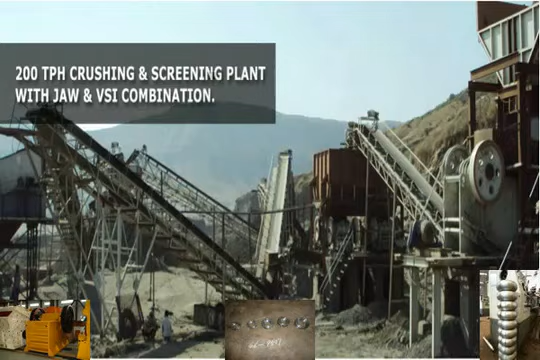 200 TPH CRUSHING & SCREENING PLANT
WITH JAW & VSI COMBINATION.